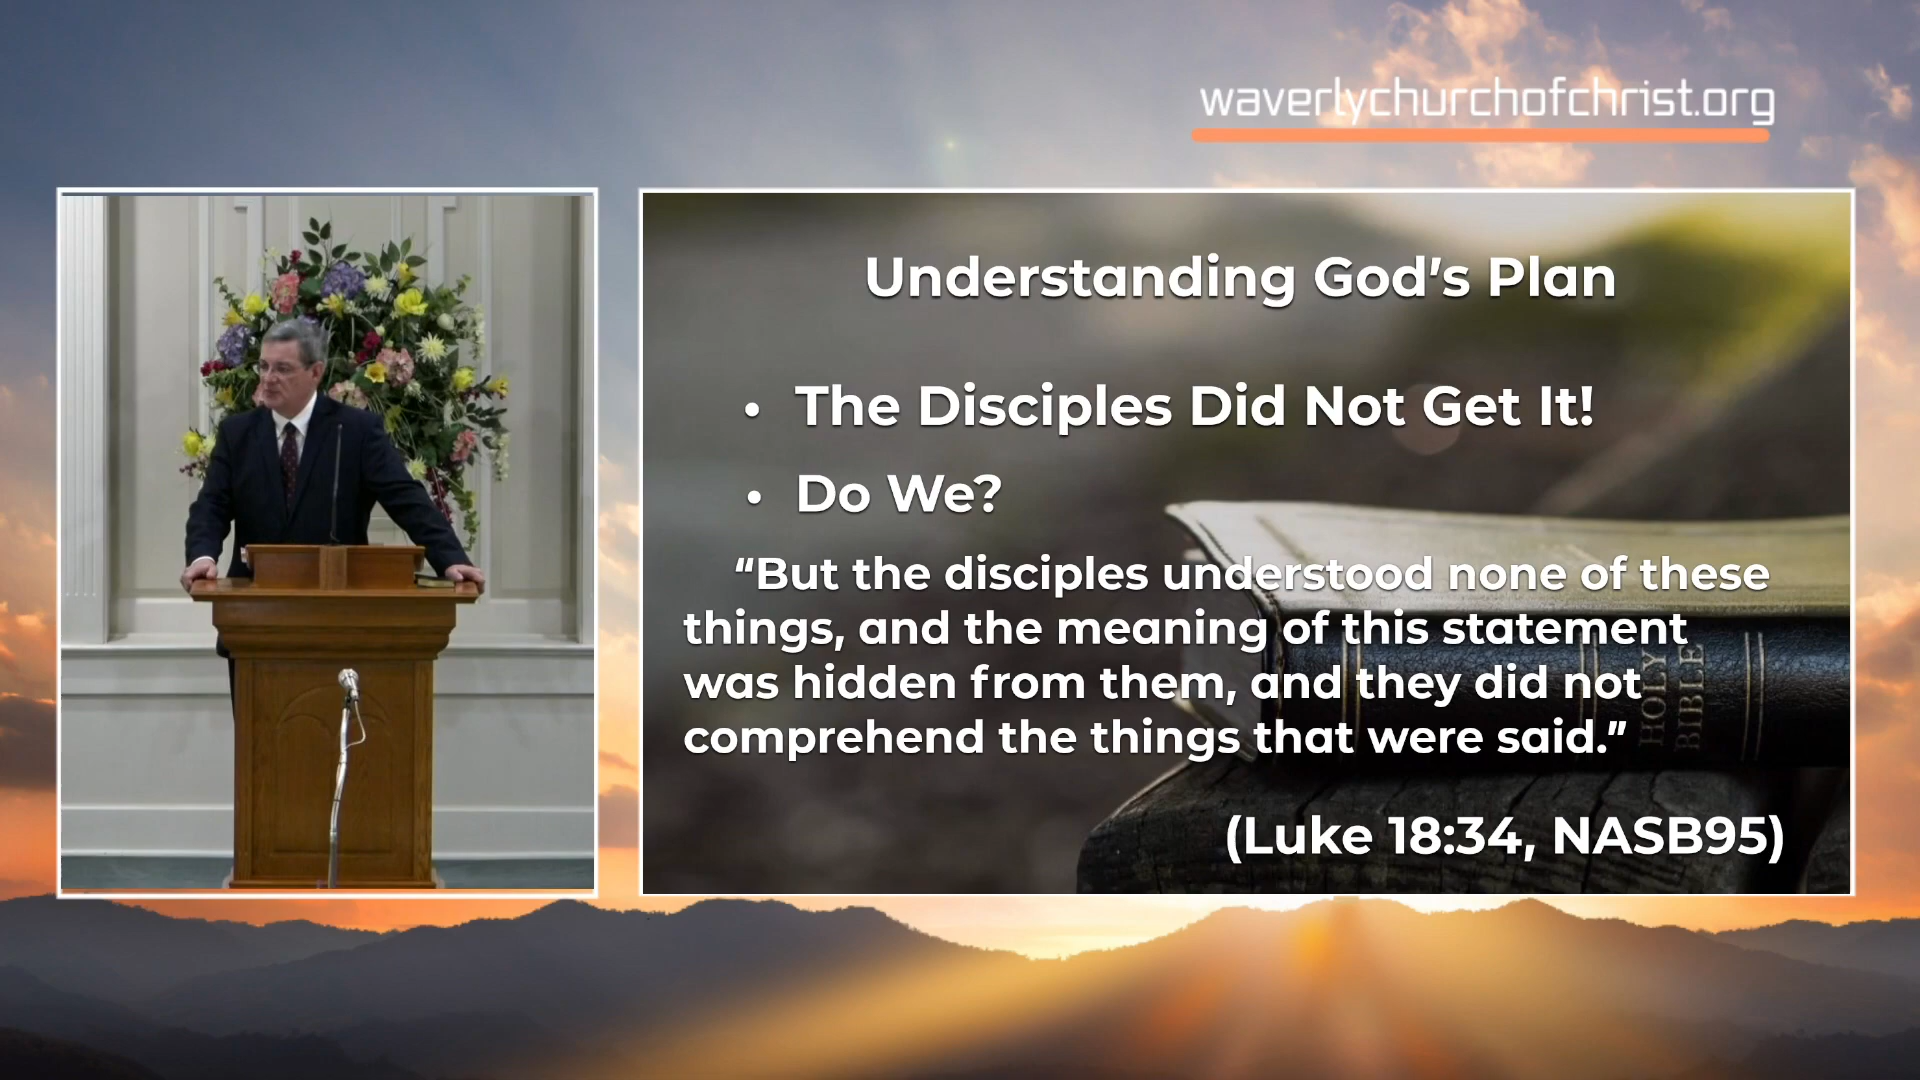 waverlychurchofchrist.org
Understanding God's Plan
• The Disciples Did Not Get It!
• Do We?
"But the disciples understood none of these
things, and the meaning of this statement
was hidden from them, and they did not
comprehend the things that were said."
HOLY
BIBLE
(Luke 18:34, NASB95)